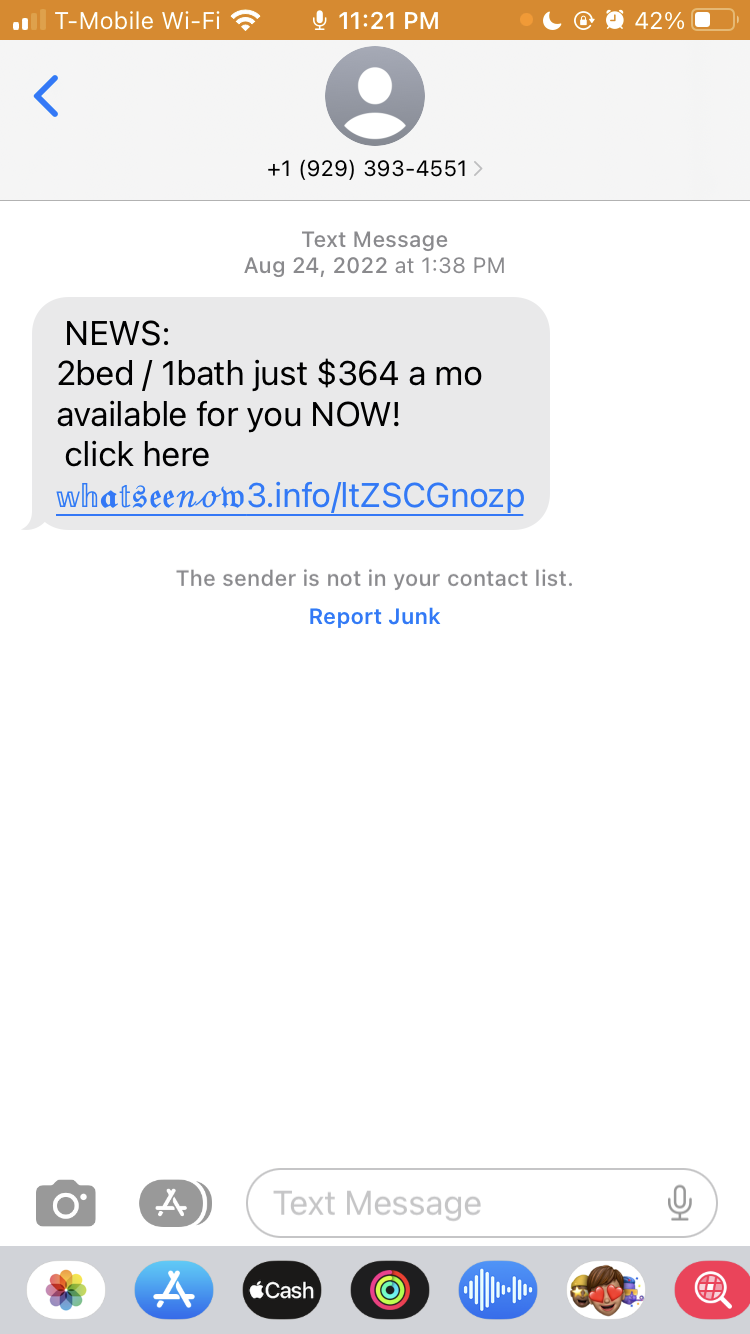 T-Mobile Wi-Fi 11:21 PM 42%
+1 (929) 393-4551
Text Message
Aug 24, 2022 at 1:38 PM
NEWS:
2bed / 1bath just $364 a mo
available for you NOW!
click here
𝕨𝕙𝖆𝕥𝖘𝖊𝖊𝓃ℴ𝖜3.info/ltZSCGnozp
The sender is not in your contact list.
Report Junk
Text Message
Cash